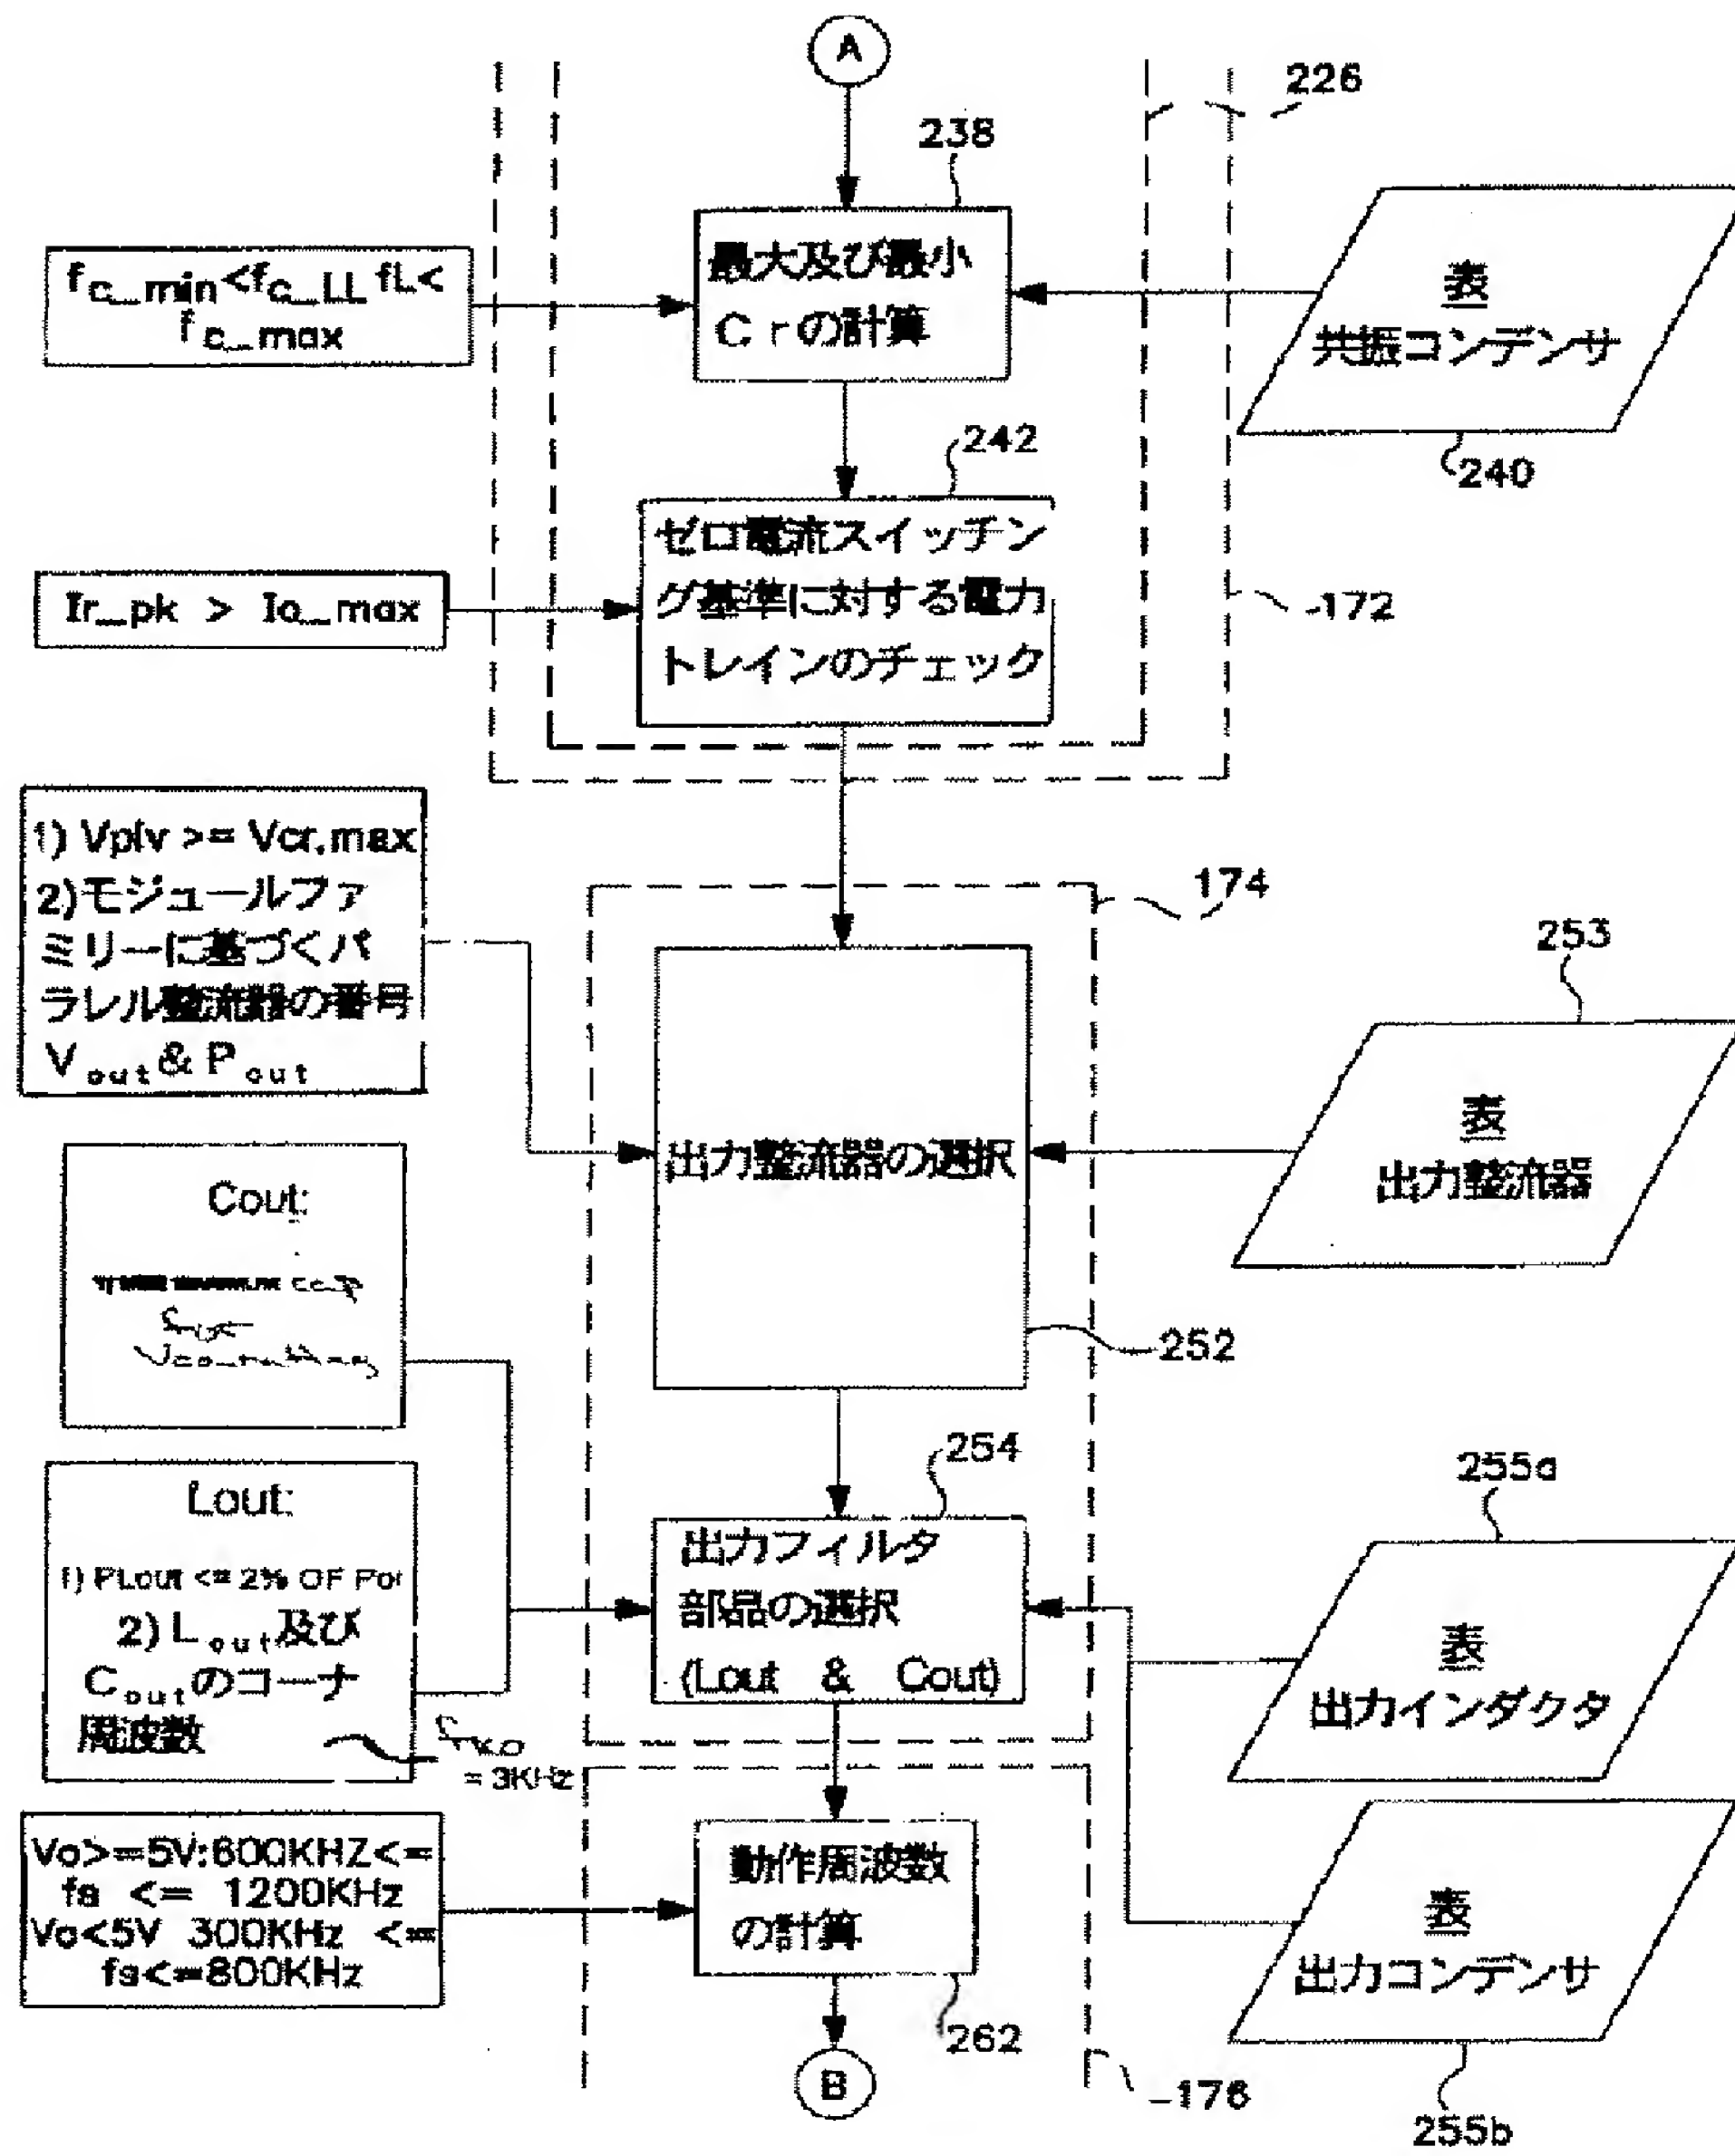 A
226
238
f c_min <f c_LL fL<
f c_max
最大及び最小
Crの計算
表
共振コンデンサ
240
242
Ir_pk > Io_max
ゼロ電流スイッチン
グ基準に対する電力
トレインのチェック
172
1) Vpiv >= Vcr,max
2)モジュールファ
ミリーに基づくパ
ラレル整流器の番号
Vout & Pout
174
253
出力整流器の選択
表
出力整流器
252
Cout:
254
255a
Lout:
1) PLout <= 2% OF Po
2) Lout及び
Coutのコーナ
周波数
= 3KHz
出力フィルタ
部品の選択
(Lout & Cout)
表
出力インダクタ
Vo>=5V:600KHZ<=
fs <= 1200KHz
Vo<5V 300KHz <=
fs<=800KHz
動作周波数
の計算
表
出力コンデンサ
262
B
176
255b